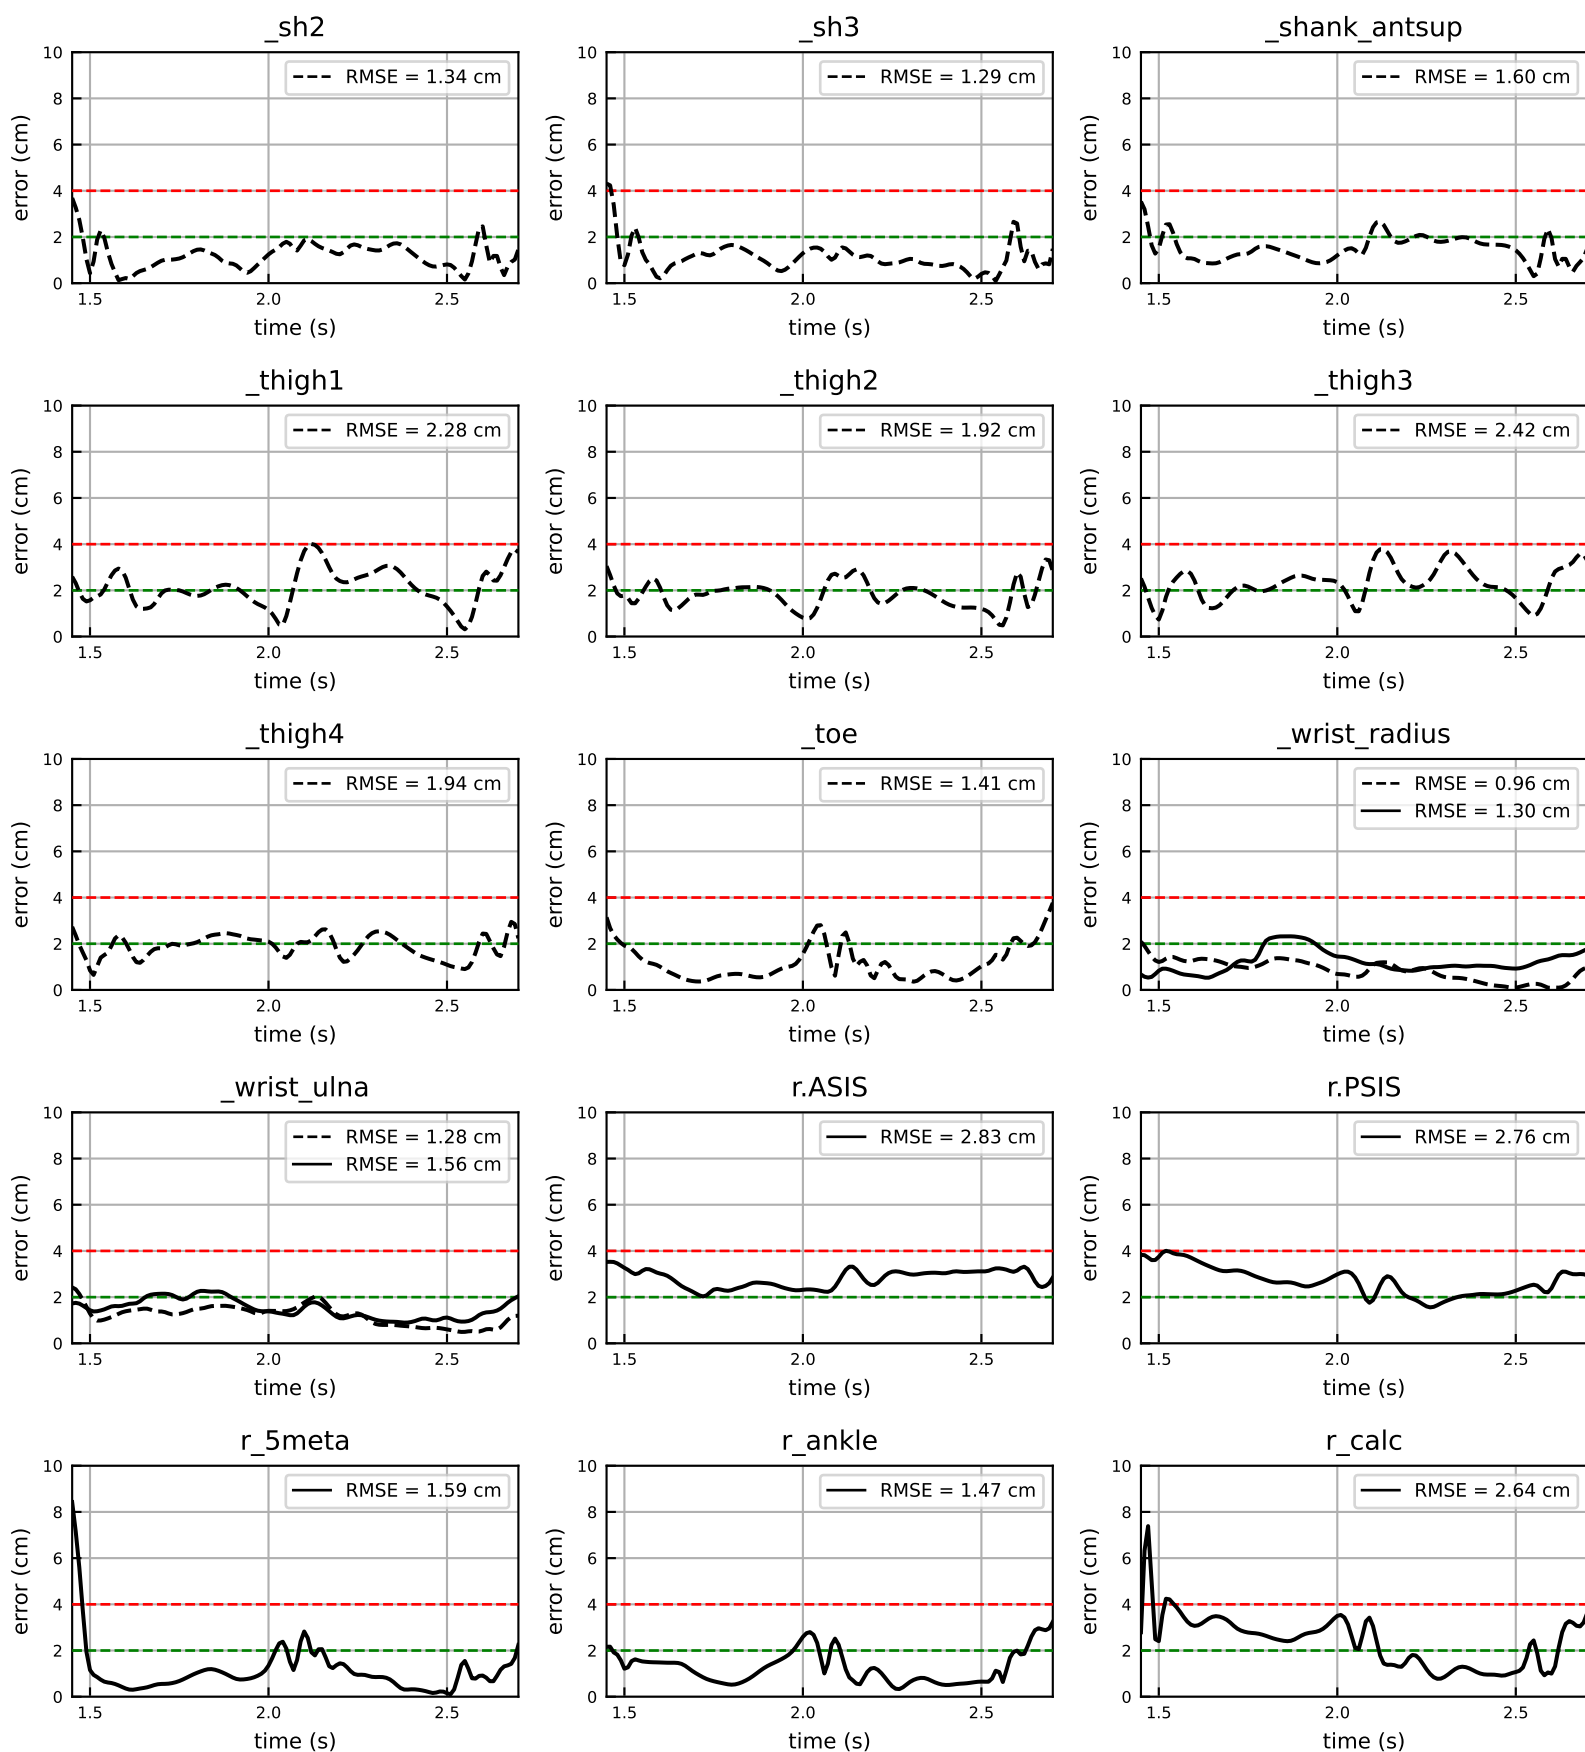 _sh2
10
8
6
4
2
0
error (cm)
RMSE = 1.34 cm
1.5
2.0
2.5
time (s)
_sh3
10
8
6
4
2
0
error (cm)
RMSE = 1.29 cm
1.5
2.0
2.5
time (s)
_shank_antsup
10
8
6
4
2
0
error (cm)
RMSE = 1.60 cm
1.5
2.0
2.5
time (s)
_thigh1
10
8
6
4
2
0
error (cm)
RMSE = 2.28 cm
1.5
2.0
2.5
time (s)
_thigh2
10
8
6
4
2
0
error (cm)
RMSE = 1.92 cm
1.5
2.0
2.5
time (s)
_thigh3
10
8
6
4
2
0
error (cm)
RMSE = 2.42 cm
1.5
2.0
2.5
time (s)
_thigh4
10
8
6
4
2
0
error (cm)
RMSE = 1.94 cm
1.5
2.0
2.5
time (s)
_toe
10
8
6
4
2
0
error (cm)
RMSE = 1.41 cm
1.5
2.0
2.5
time (s)
_wrist_radius
10
8
6
4
2
0
error (cm)
RMSE = 0.96 cm
RMSE = 1.30 cm
1.5
2.0
2.5
time (s)
_wrist_ulna
10
8
6
4
2
0
error (cm)
RMSE = 1.28 cm
RMSE = 1.56 cm
1.5
2.0
2.5
time (s)
r.ASIS
10
8
6
4
2
0
error (cm)
RMSE = 2.83 cm
1.5
2.0
2.5
time (s)
r.PSIS
10
8
6
4
2
0
error (cm)
RMSE = 2.76 cm
1.5
2.0
2.5
time (s)
r_5meta
10
8
6
4
2
0
error (cm)
RMSE = 1.59 cm
1.5
2.0
2.5
time (s)
r_ankle
10
8
6
4
2
0
error (cm)
RMSE = 1.47 cm
1.5
2.0
2.5
time (s)
r_calc
10
8
6
4
2
0
error (cm)
RMSE = 2.64 cm
1.5
2.0
2.5
time (s)